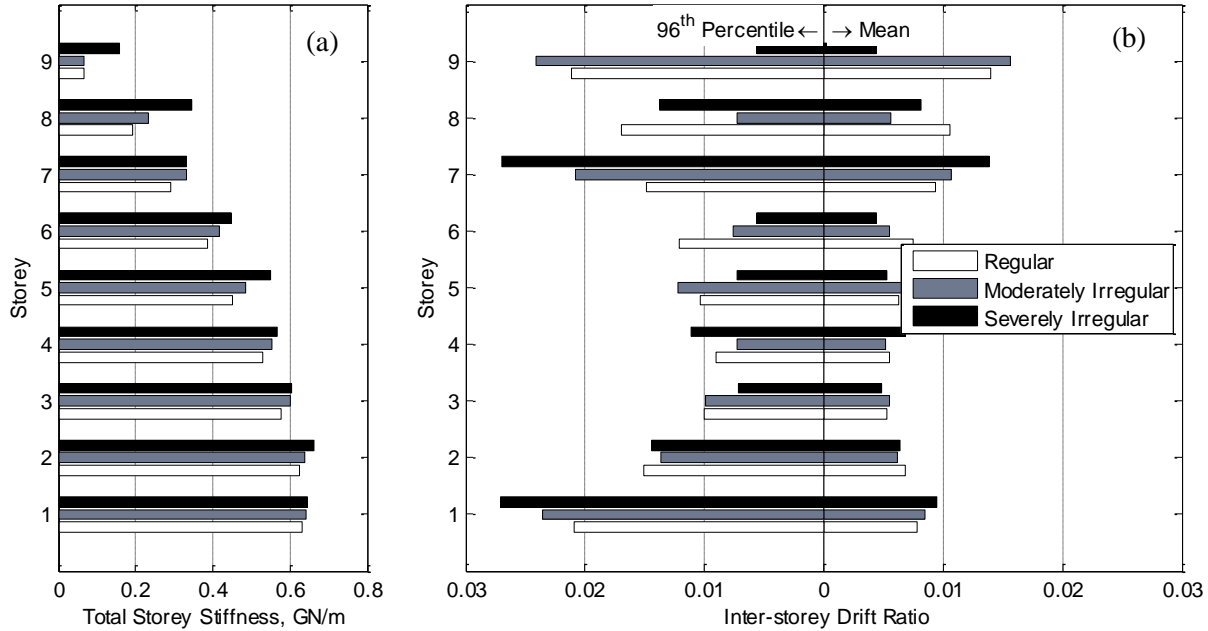 (a)
Storey
9
8
7
6
5
4
3
2
1
0 0.2 0.4 0.6 0.8
Total Storey Stiffness, GN/m
96th Percentile ← → Mean
(b)
Storey
9
8
7
6
5
4
3
2
1
Regular
Moderately Irregular
Severely Irregular
0.03 0.02 0.01 0 0.01 0.02 0.03
Inter-storey Drift Ratio